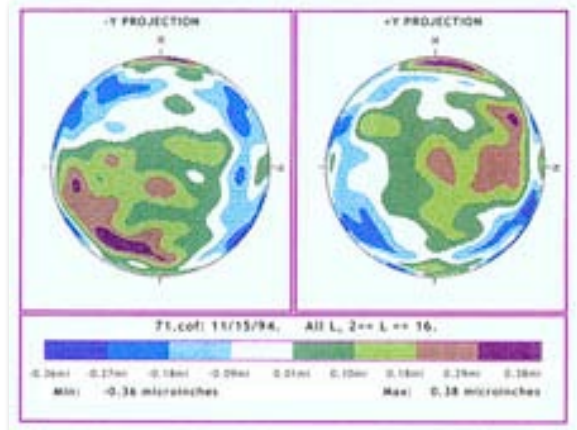 -Y PROJECTION
+Y PROJECTION
71.cof: 11/15/94, All L, 2<= L <= 16.
-0.36mi -0.27mi -0.18mi -0.09mi 0.01mi 0.10mi 0.18mi 0.29mi 0.38mi
Min: -0.36 microinches Max: 0.38 microinches